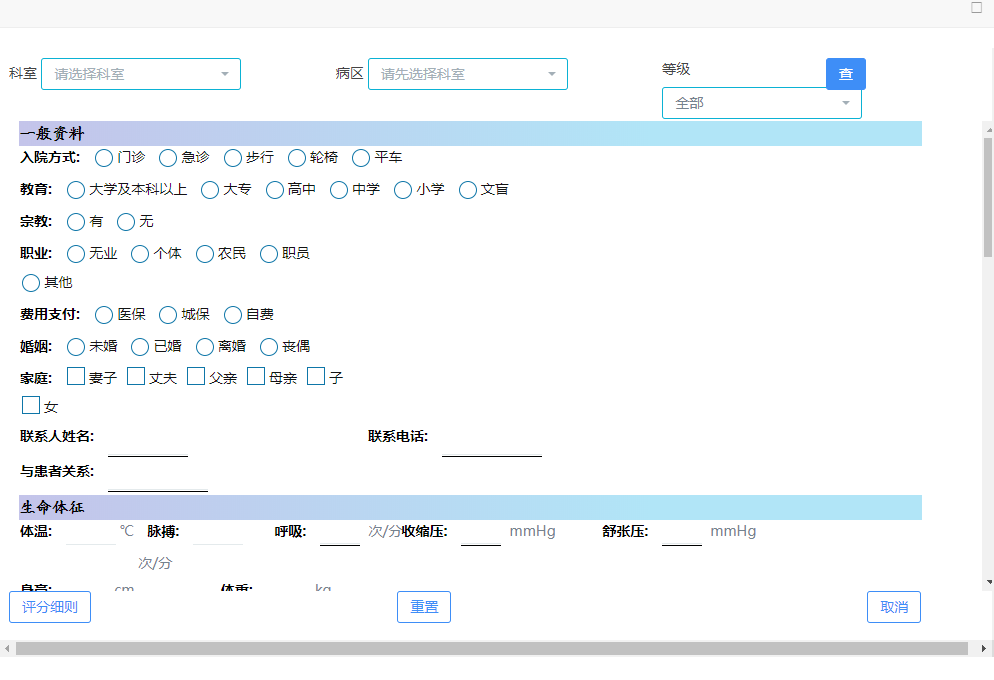 科室 请选择科室 病区 请先选择科室 等级 查
全部
一般资料
入院方式: 门诊 急诊 步行 轮椅 平车
教育: 大学及本科以上 大专 高中 中学 小学 文盲
宗教: 有 无
职业: 无业 个体 农民 职员
其他
费用支付: 医保 城保 自费
婚姻: 未婚 已婚 离婚 丧偶
家庭: 妻子 丈夫 父亲 母亲 子
女
联系人姓名: 联系电话:
与患者关系:
生命体征
体温: ℃ 脉搏: 呼吸: 次/分收缩压: mmHg 舒张压: mmHg
次/分
身高: cm 体重: kg
评分细则 重置 取消